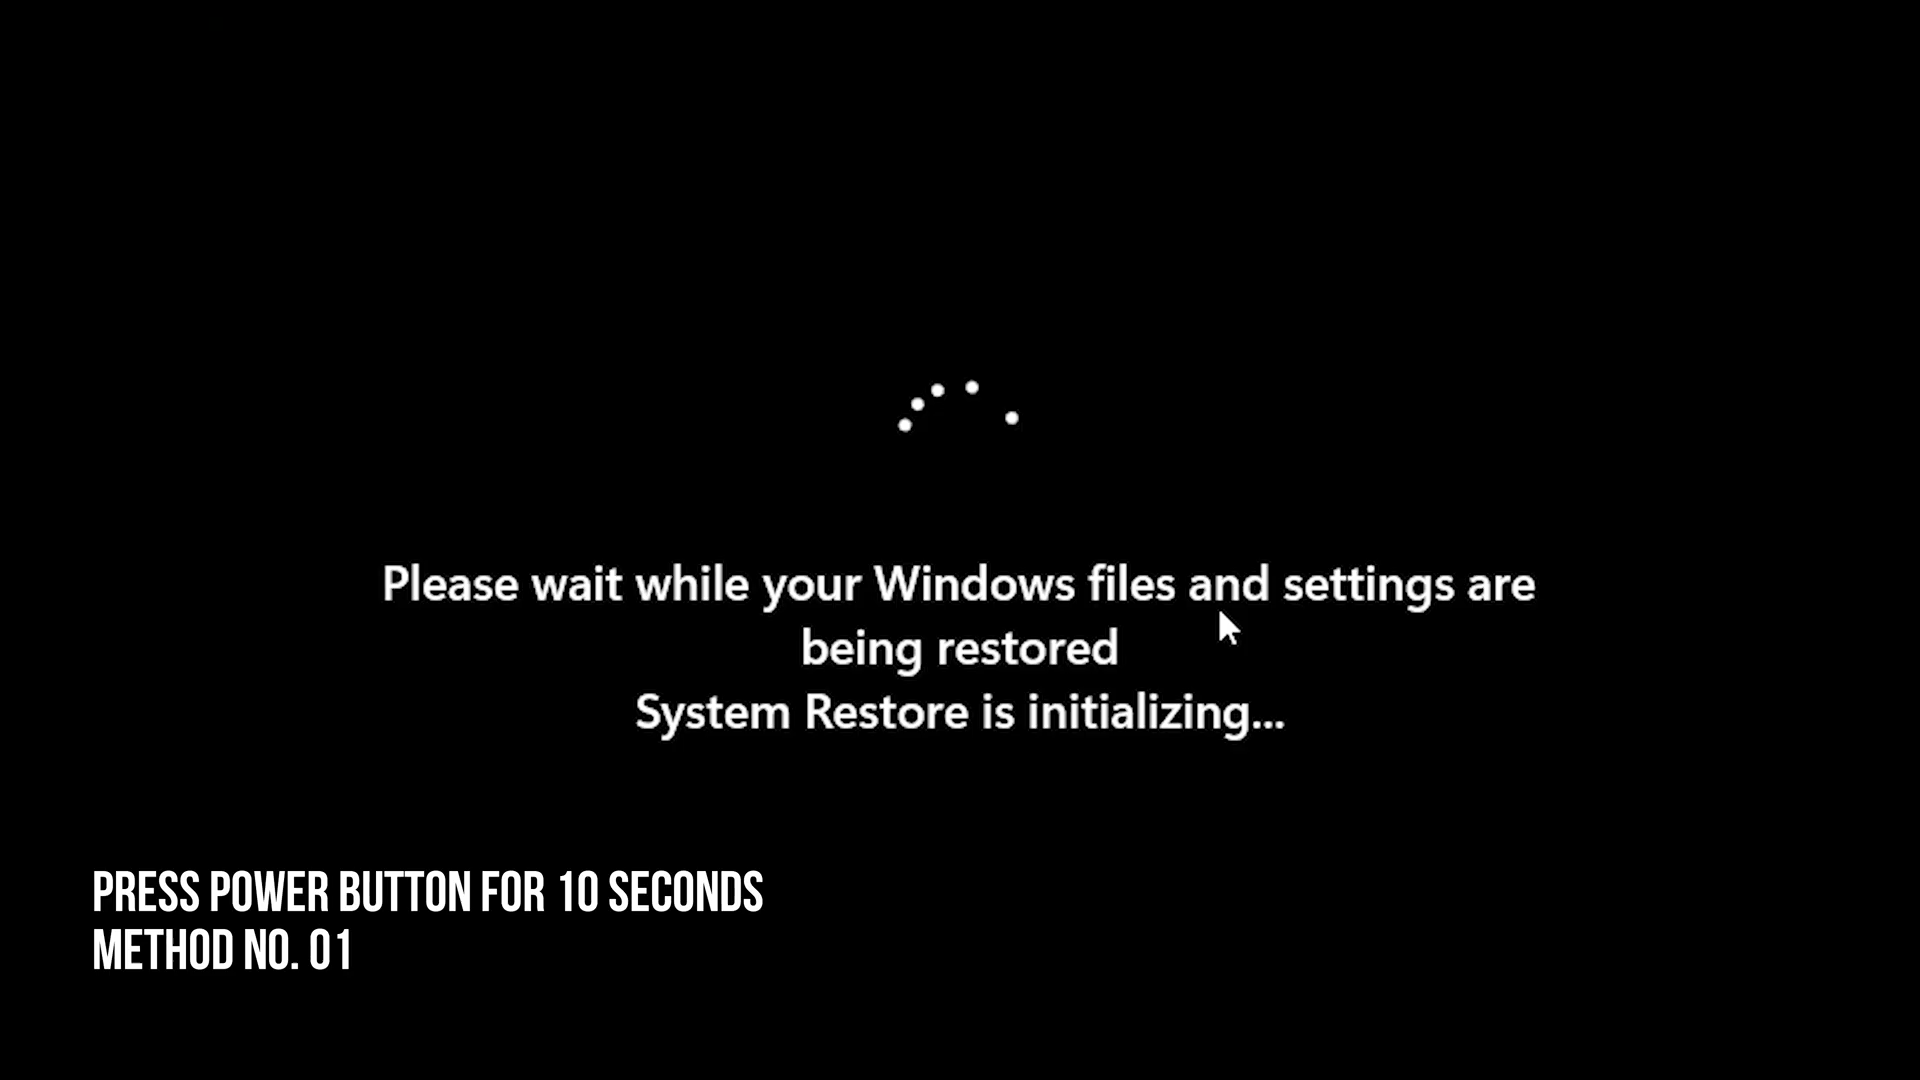 Please wait while your Windows files and settings are
being restored
System Restore is initializing...
PRESS POWER BUTTON FOR 10 SECONDS
METHOD NO. 01